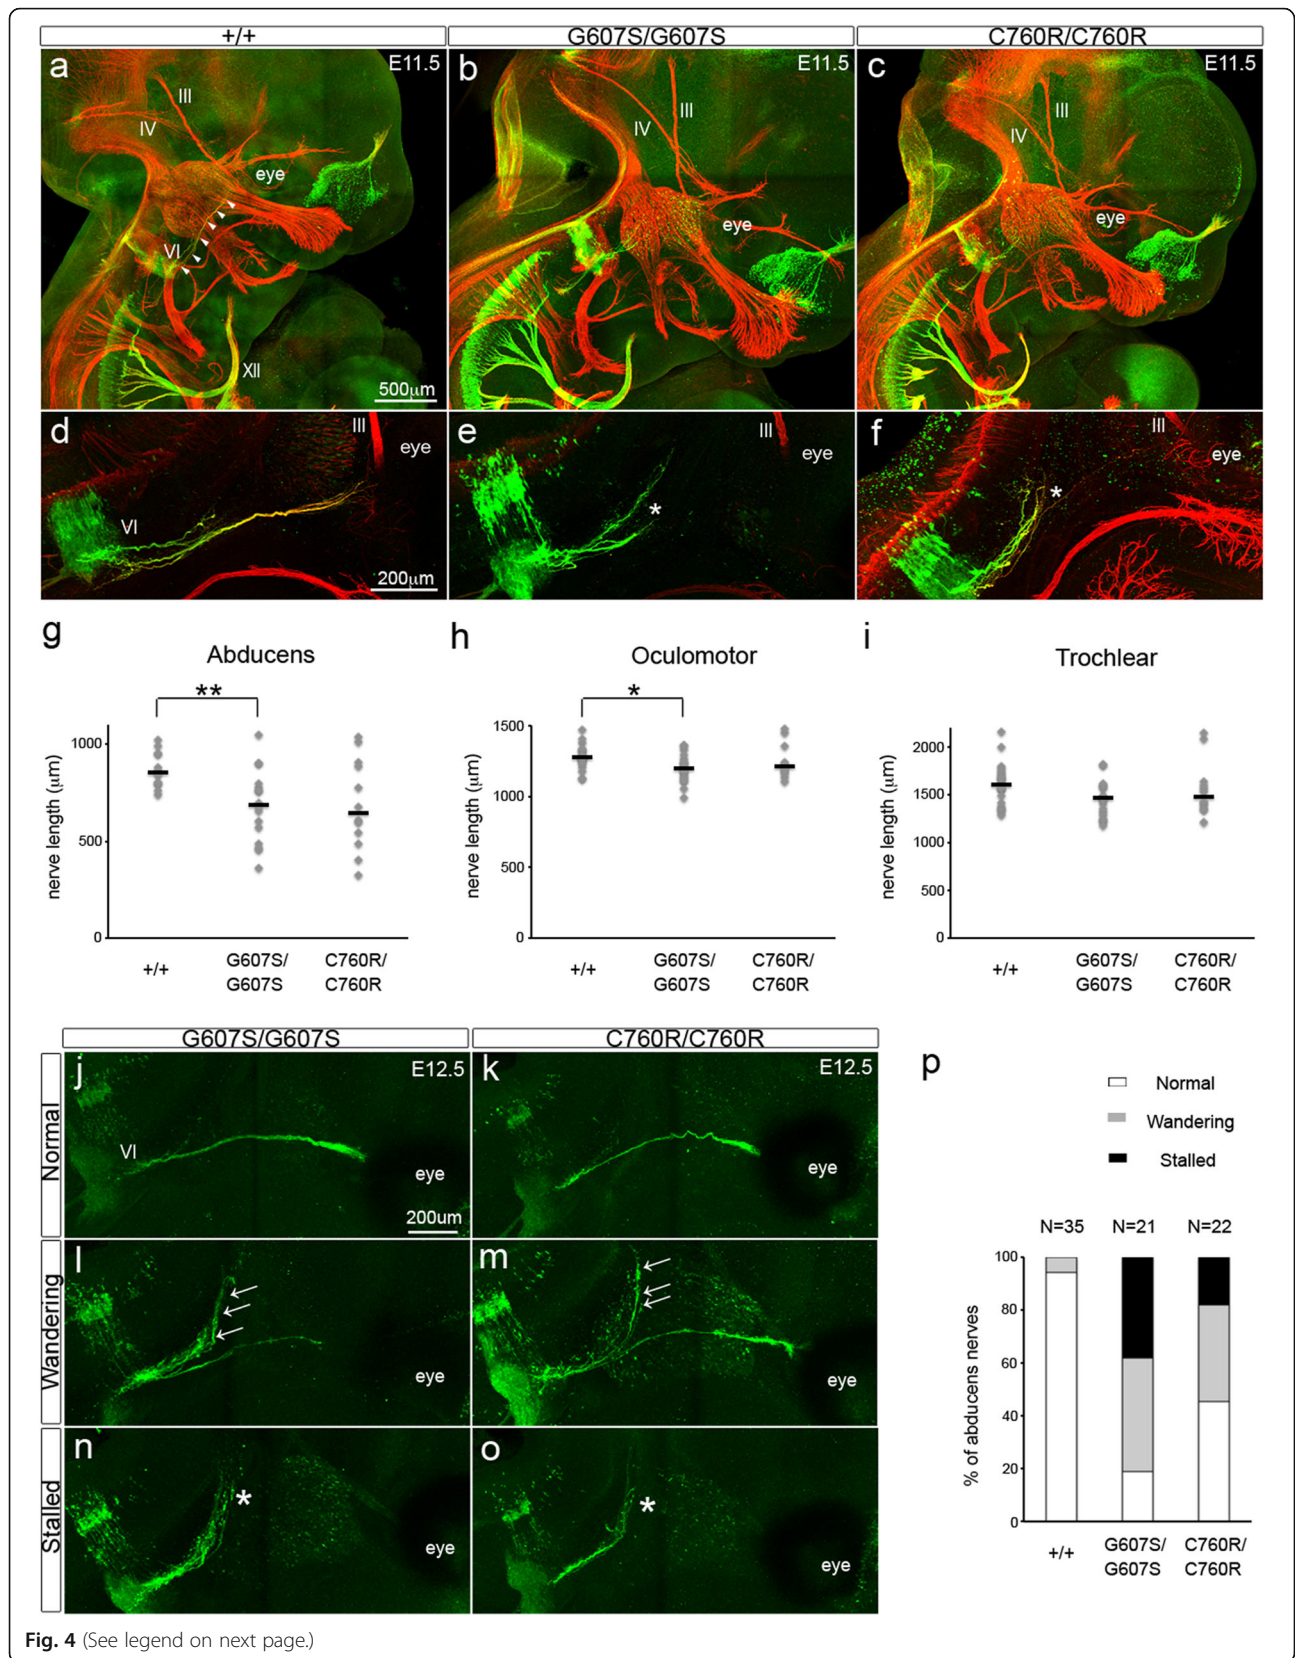 +/+
G607S/G607S
C760R/C760R
a
E11.5
III
IV
eye
VI
XII
500μm
b
E11.5
III
IV
eye
c
E11.5
III
IV
eye
d
III
eye
VI
200μm
e
III
eye
*
f
III
eye
*
g
Abducens
**
nerve length (μm)
1000
500
0
+/+
G607S/
G607S
C760R/
C760R
h
Oculomotor
*
nerve length (μm)
1500
1000
500
0
+/+
G607S/
G607S
C760R/
C760R
i
Trochlear
nerve length (μm)
2000
1500
1000
500
0
+/+
G607S/
G607S
C760R/
C760R
G607S/G607S
C760R/C760R
Normal
j
E12.5
VI
eye
200um
k
E12.5
eye
Wandering
l
eye
m
eye
Stalled
n
*
eye
o
*
eye
p
Normal
Wandering
Stalled
N=35
N=21
N=22
% of abducens nerves
100
80
60
40
20
0
+/+
G607S/
G607S
C760R/
C760R
Fig. 4 (See legend on next page.)